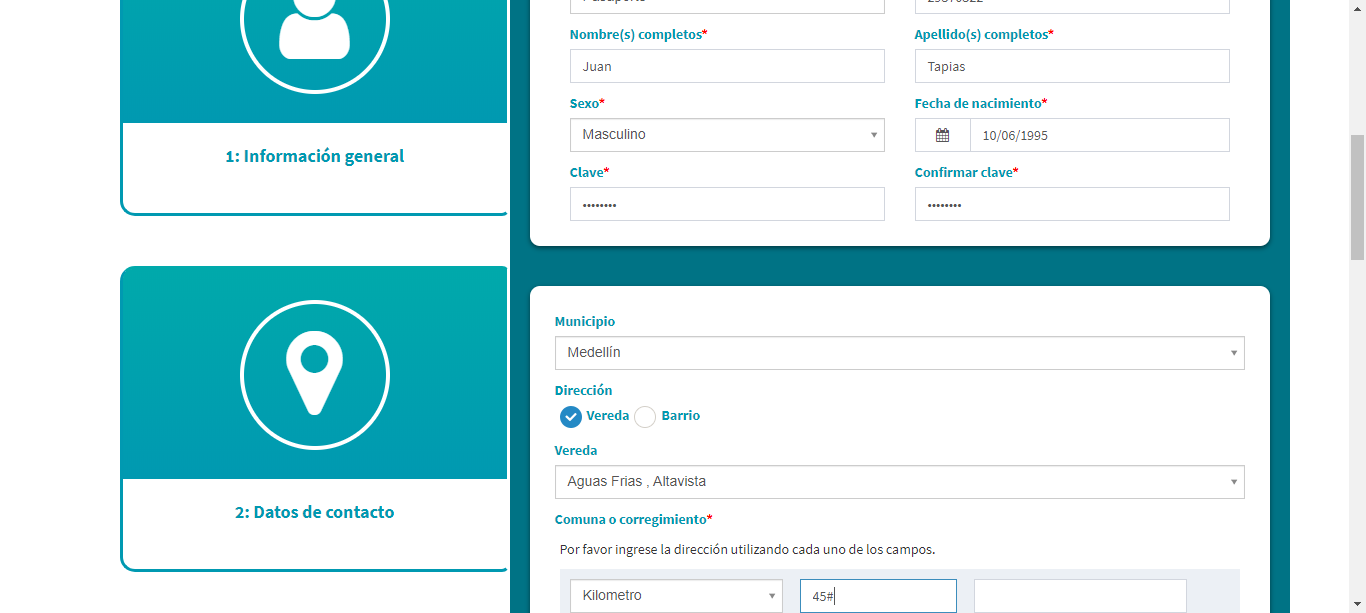 Nombre(s) completos* Apellido(s) completos*
Juan Tapias
Sexo* Fecha de nacimiento*
Masculino 10/06/1995
1: Información general
Clave* Confirmar clave*
•••••••• ••••••••
Municipio
Medellín
Dirección
Vereda Barrio
Vereda
Aguas Frias , Altavista
2: Datos de contacto
Comuna o corregimiento*
Por favor ingrese la dirección utilizando cada uno de los campos.
Kilometro 45#